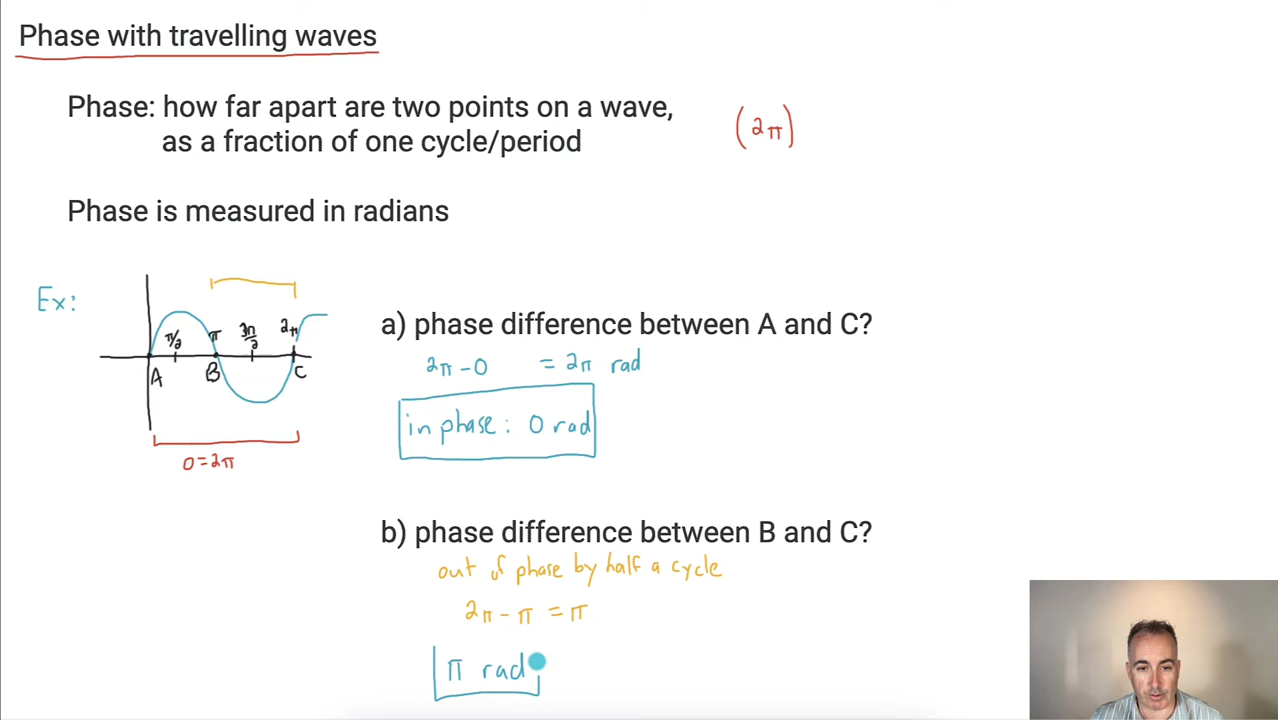 Phase with travelling waves
Phase: how far apart are two points on a wave,
as a fraction of one cycle/period
(2π)
Phase is measured in radians
Ex:
π/2 π 3π/2 2π
A B C
0=2π
a) phase difference between A and C?
2π - 0 = 2π rad
in phase: 0 rad
b) phase difference between B and C?
out of phase by half a cycle
2π - π = π
π rad